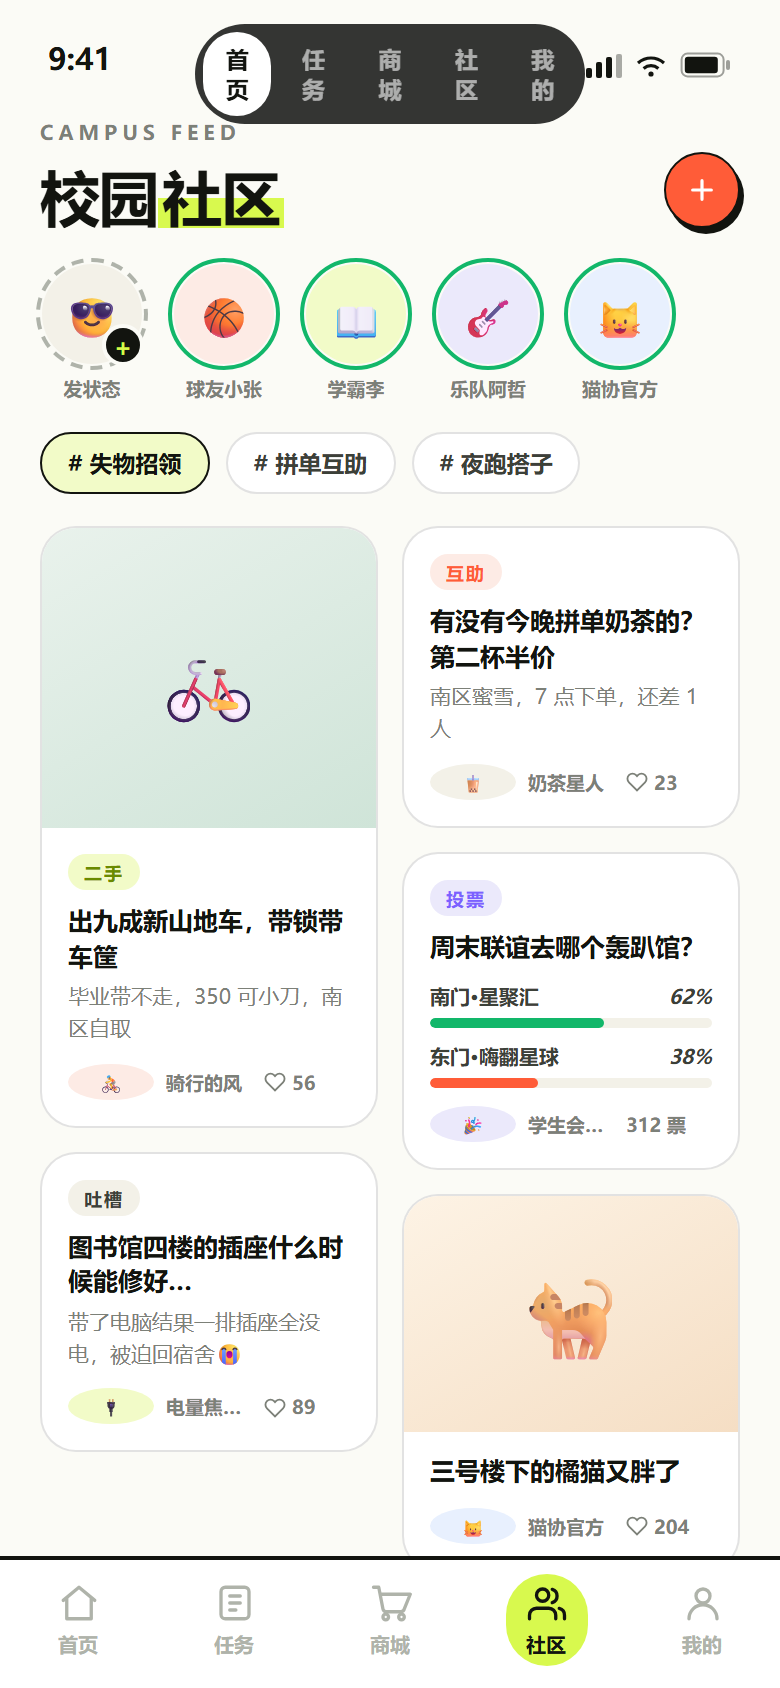 9:41
首页
任务
商城
社区
我的
CAMPUS FEED
校园社区
发状态
球友小张
学霸李
乐队阿哲
猫协官方
# 失物招领
# 拼单互助
# 夜跑搭子
二手
出九成新山地车，带锁带
车筐
毕业带不走，350 可小刀，南
区自取
骑行的风
56
吐槽
图书馆四楼的插座什么时
候能修好...
带了电脑结果一排插座全没
电，被迫回宿舍😭
电量焦...
89
互助
有没有今晚拼单奶茶的?
第二杯半价
南区蜜雪，7 点下单，还差 1
人
奶茶星人
23
投票
周末联谊去哪个轰趴馆?
南门·星聚汇
62%
东门·嗨翻星球
38%
学生会...
312 票
三号楼下的橘猫又胖了
猫协官方
204
首页
任务
商城
社区
我的